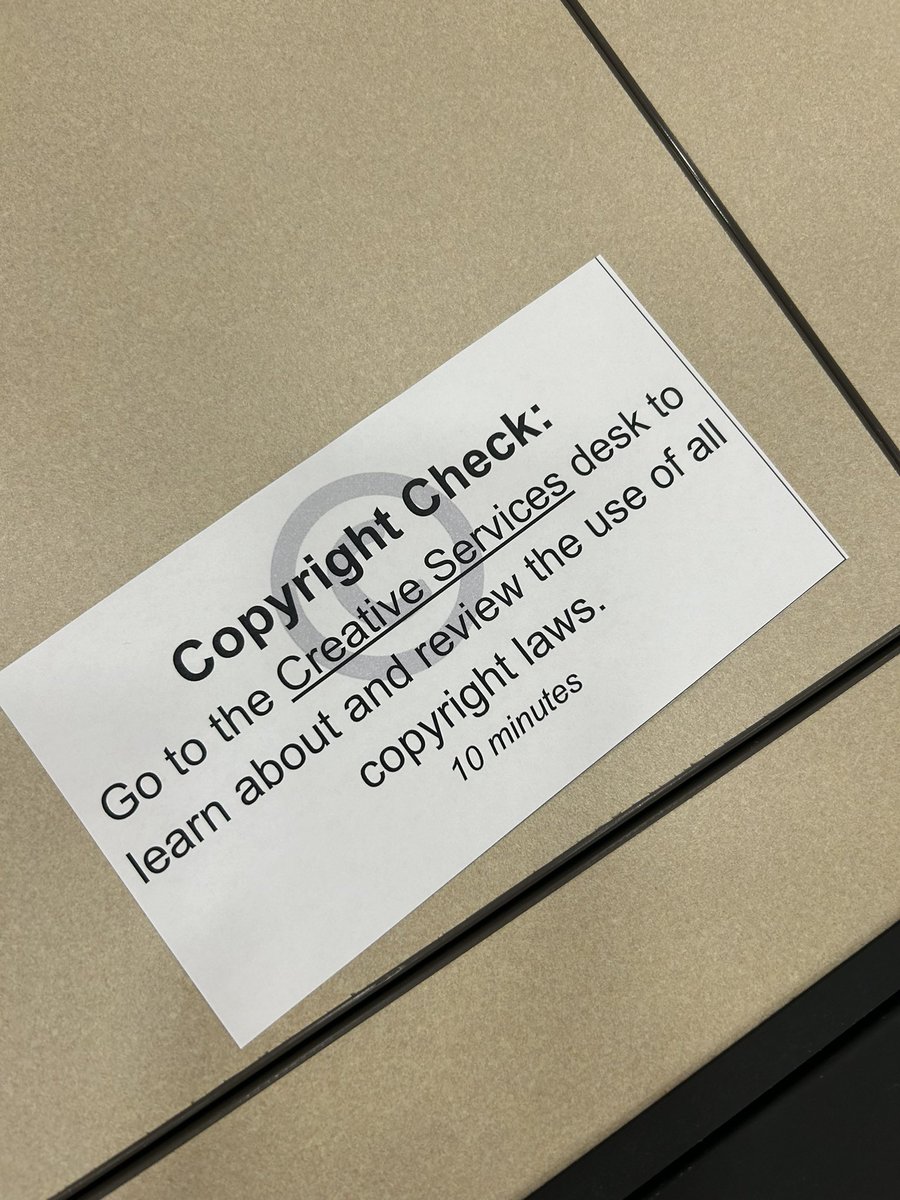 Copyright Check:
Go to the Creative Services desk to
learn about and review the use of all
copyright laws.
10 minutes